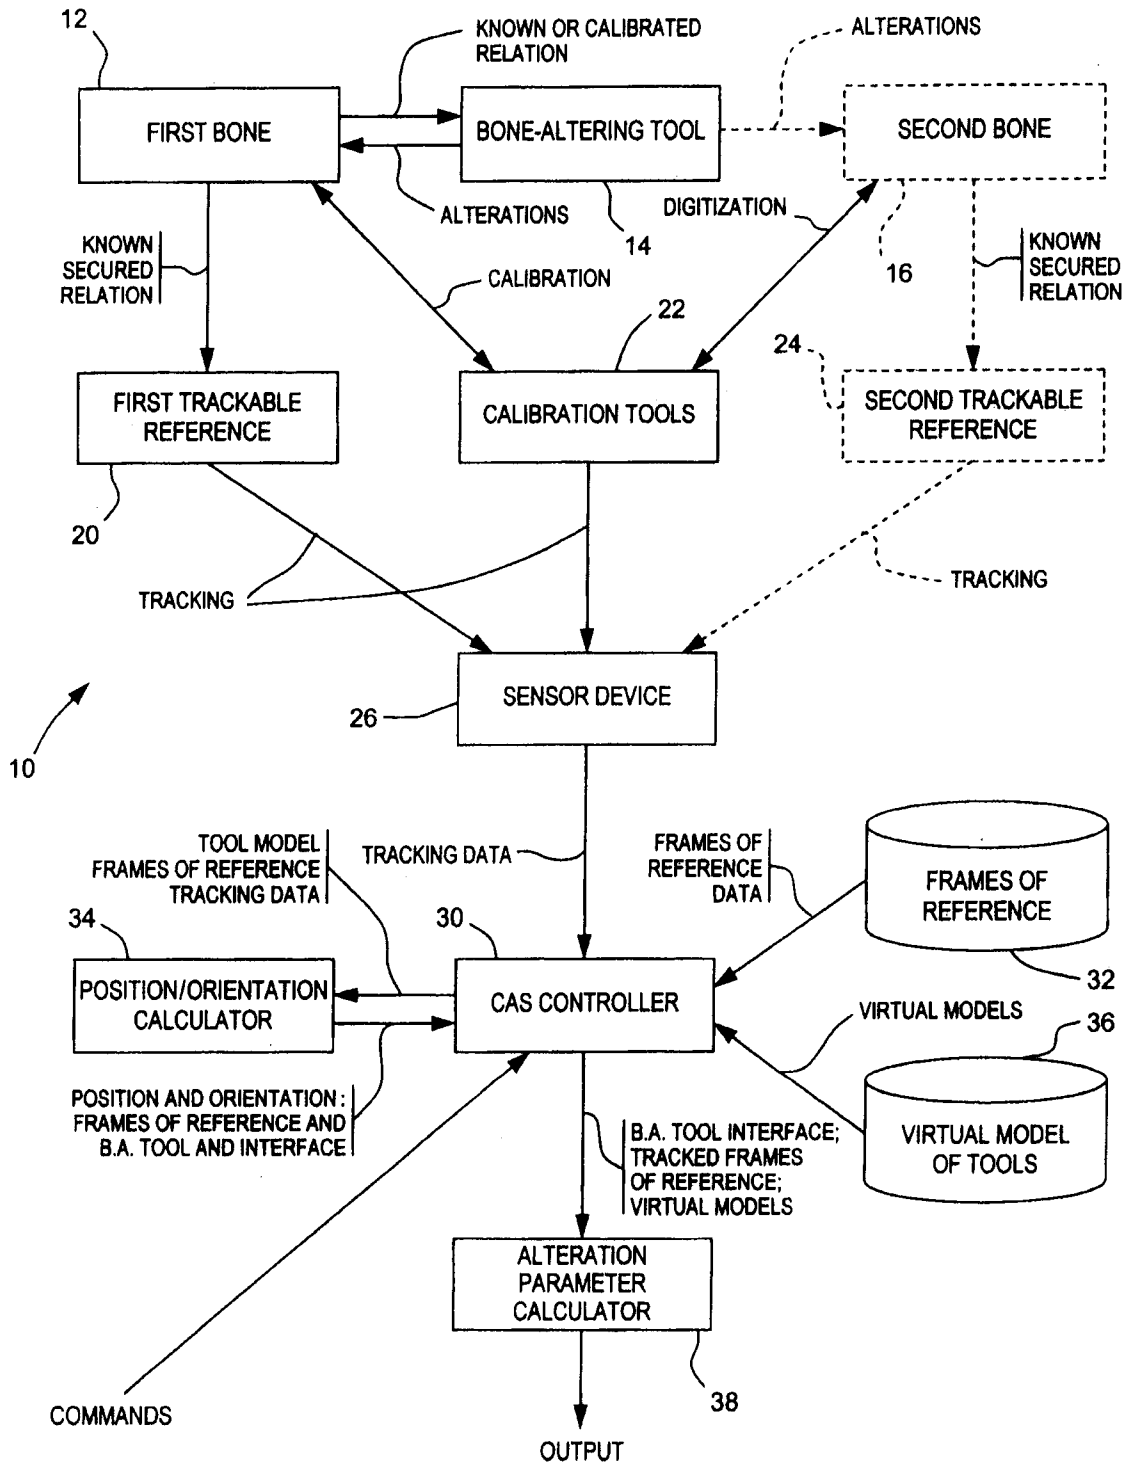 12
KNOWN OR CALIBRATED
RELATION
ALTERATIONS
FIRST BONE
BONE-ALTERING TOOL
SECOND BONE
ALTERATIONS
14
DIGITIZATION
16
KNOWN
SECURED
RELATION
KNOWN
SECURED
RELATION
CALIBRATION
22
24
FIRST TRACKABLE
REFERENCE
CALIBRATION TOOLS
SECOND TRACKABLE
REFERENCE
20
TRACKING
TRACKING
SENSOR DEVICE
26
10
TOOL MODEL
FRAMES OF REFERENCE
TRACKING DATA
TRACKING DATA
FRAMES OF
REFERENCE
DATA
FRAMES OF
REFERENCE
34
30
32
POSITION/ORIENTATION
CALCULATOR
CAS CONTROLLER
VIRTUAL MODELS
36
POSITION AND ORIENTATION :
FRAMES OF REFERENCE AND
B.A. TOOL AND INTERFACE
B.A. TOOL INTERFACE;
TRACKED FRAMES
OF REFERENCE;
VIRTUAL MODELS
VIRTUAL MODEL
OF TOOLS
ALTERATION
PARAMETER
CALCULATOR
38
COMMANDS
OUTPUT